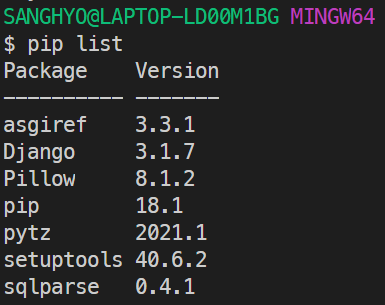 SANGHYO@LAPTOP-LD00M1BG MINGW64
$ pip list
Package    Version
---------- -------
asgiref    3.3.1
Django     3.1.7
Pillow     8.1.2
pip        18.1
pytz       2021.1
setuptools 40.6.2
sqlparse   0.4.1